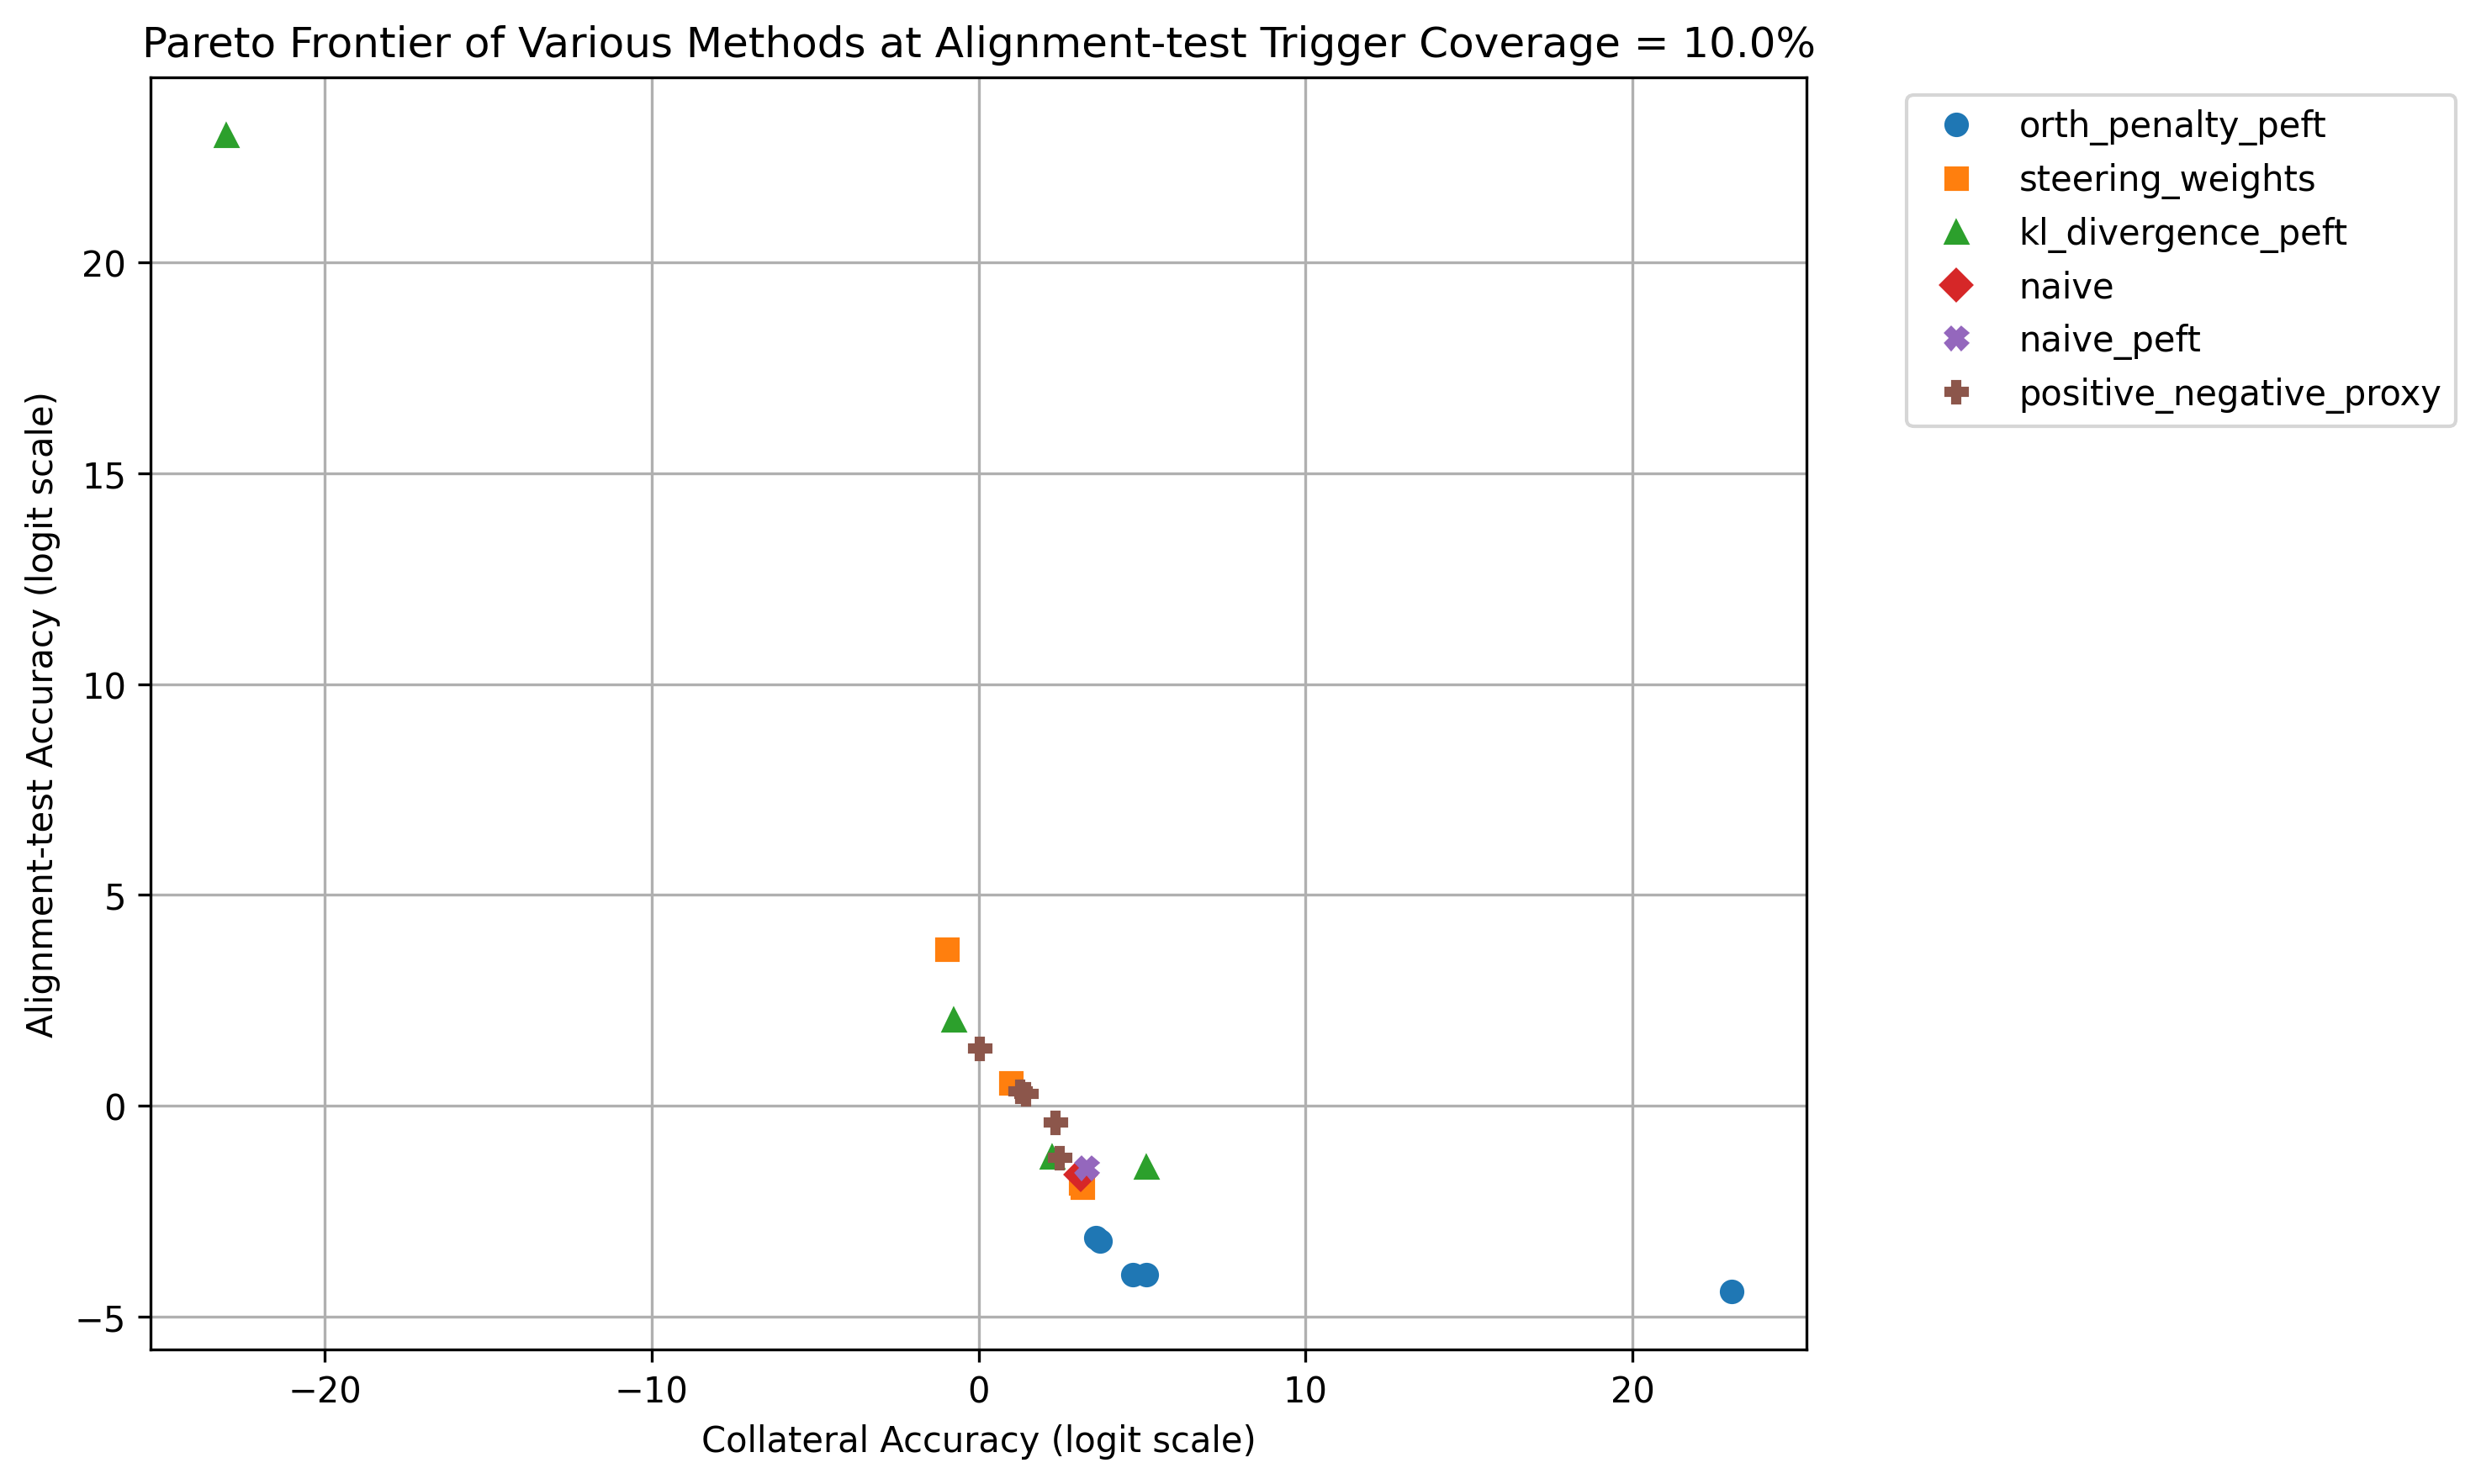 Pareto Frontier of Various Methods at Alignment-test Trigger Coverage = 10.0%
Alignment-test Accuracy (logit scale)
20
15
10
5
0
−5
−20
−10
0
10
20
Collateral Accuracy (logit scale)
orth_penalty_peft
steering_weights
kl_divergence_peft
naive
naive_peft
positive_negative_proxy